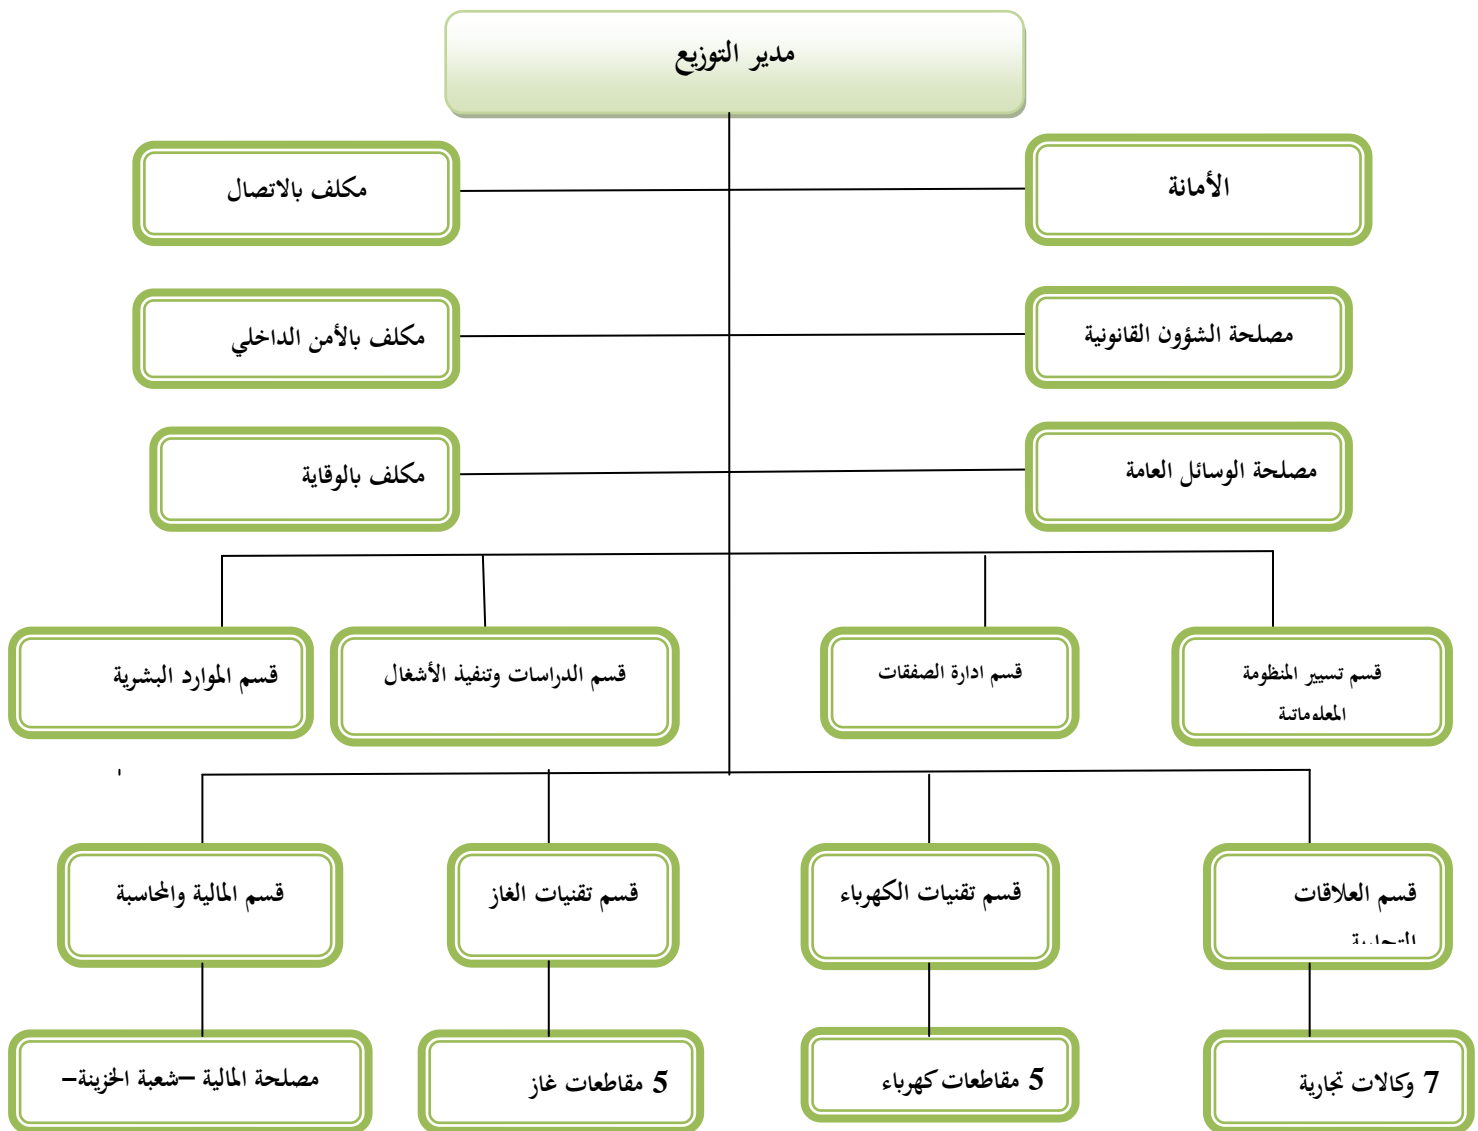 مدير التوزيع
الأمانة
مكلف بالاتصال
مصلحة الشؤون القانونية
مكلف بالأمن الداخلي
مصلحة الوسائل العامة
مكلف بالوقاية
قسم تسيير المنظومة
المعلوماتية
قسم ادارة الصفقات
قسم الدراسات وتنفيذ الأشغال
قسم الموارد البشرية
قسم العلاقات
التجارية
قسم تقنيات الكهرباء
قسم تقنيات الغاز
قسم المالية والمحاسبة
7 وكالات تجارية
5 مقاطعات كهرباء
5 مقاطعات غاز
مصلحة المالية –شعبة الخزينة–